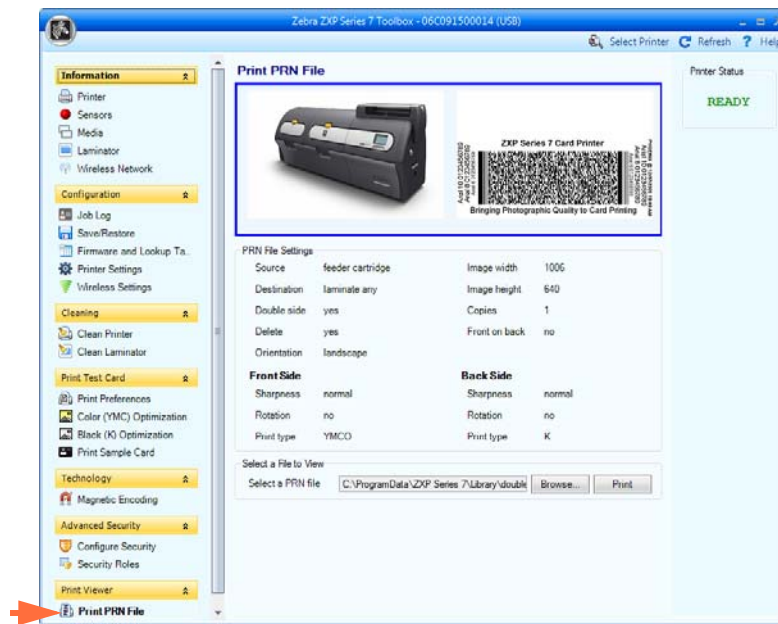 Zebra ZXP Series 7 Toolbox - 06C091500014 (USB)
Select Printer Refresh ? Help
Information
Printer
Sensors
Media
Laminator
Wireless Network
Configuration
Job Log
Save/Restore
Firmware and Lookup Ta..
Printer Settings
Wireless Settings
Cleaning
Clean Printer
Clean Laminator
Print Test Card
Print Preferences
Color (YMC) Optimization
Black (K) Optimization
Print Sample Card
Technology
Magnetic Encoding
Advanced Security
Configure Security
Security Roles
Print Viewer
Print PRN File
Print PRN File
ZXP Series 7 Card Printer
Bringing Photographic Quality to Card Printing
PRN File Settings
Source feeder cartridge Image width 1006
Destination laminate any Image height 640
Double side yes Copies 1
Delete yes Front on back no
Orientation landscape
Front Side Back Side
Sharpness normal Sharpness normal
Rotation no Rotation no
Print type YMCO Print type K
Select a File to View
Select a PRN file C:\ProgramData\ZXP Series 7\Library\double Browse... Print
Printer Status
READY